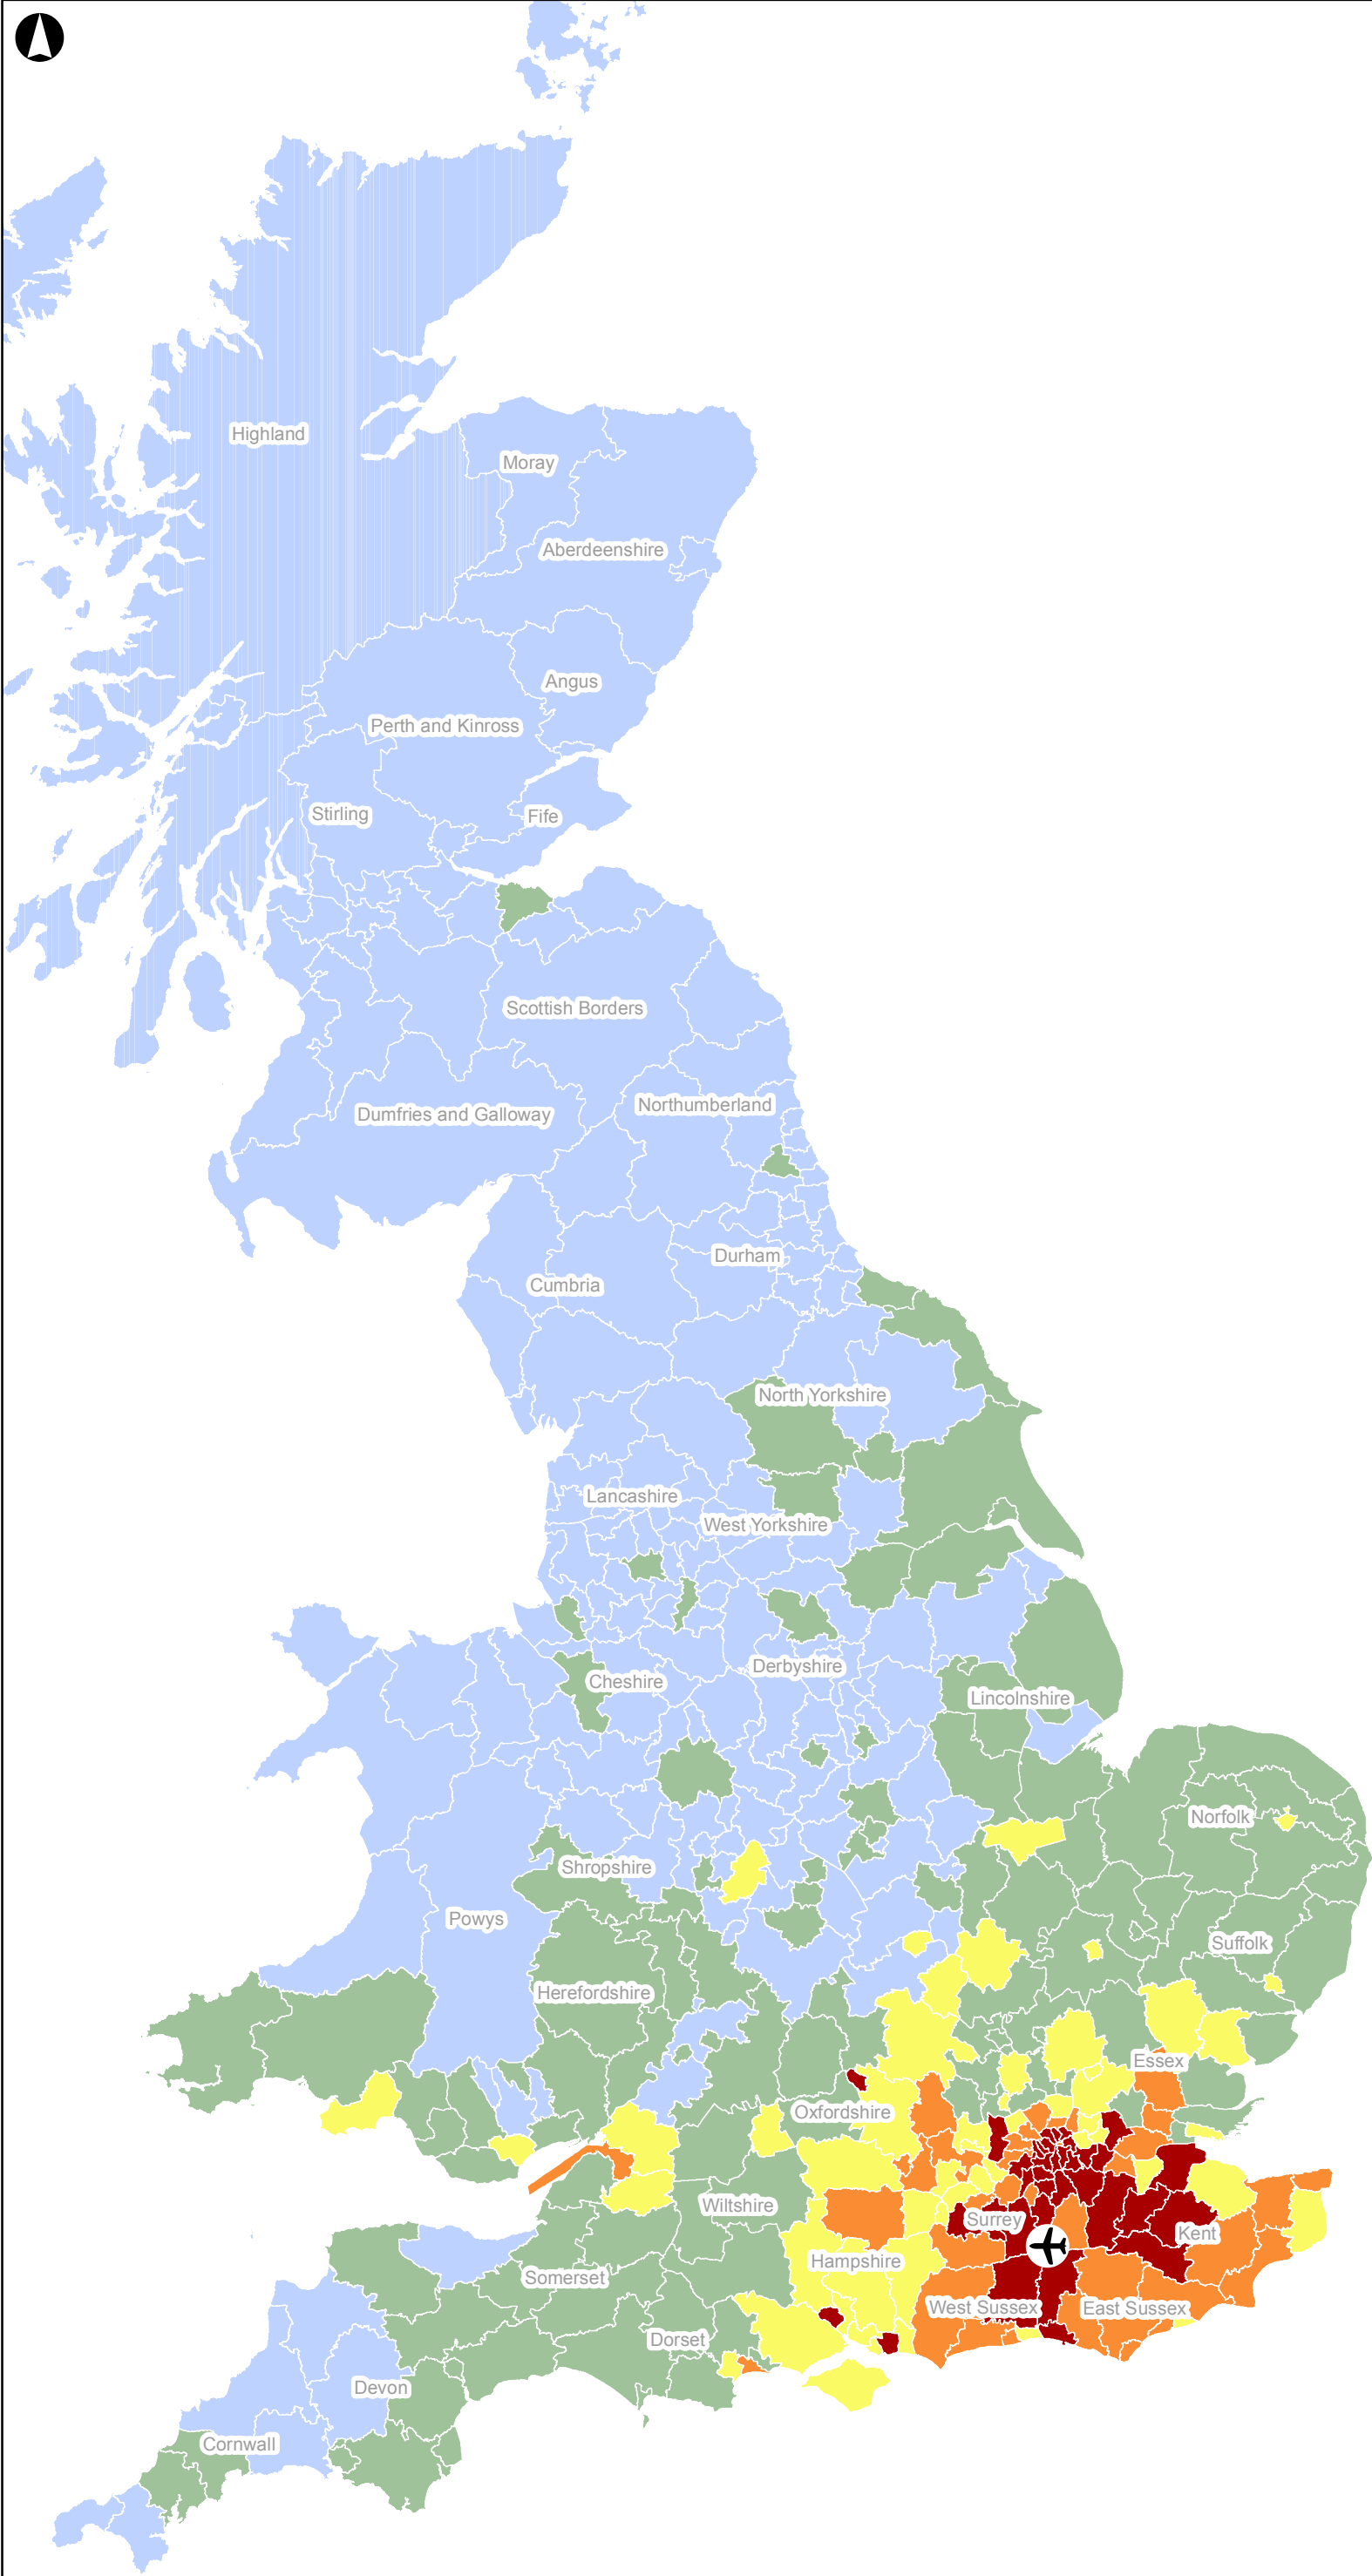 Highland
Moray
Aberdeenshire
Angus
Perth and Kinross
Stirling
Fife
Scottish Borders
Northumberland
Dumfries and Galloway
Durham
Cumbria
North Yorkshire
Lancashire
West Yorkshire
Derbyshire
Cheshire
Lincolnshire
Norfolk
Shropshire
Powys
Suffolk
Herefordshire
Essex
Oxfordshire
Wiltshire
Surrey
Kent
Hampshire
Somerset
West Sussex
East Sussex
Dorset
Devon
Cornwall